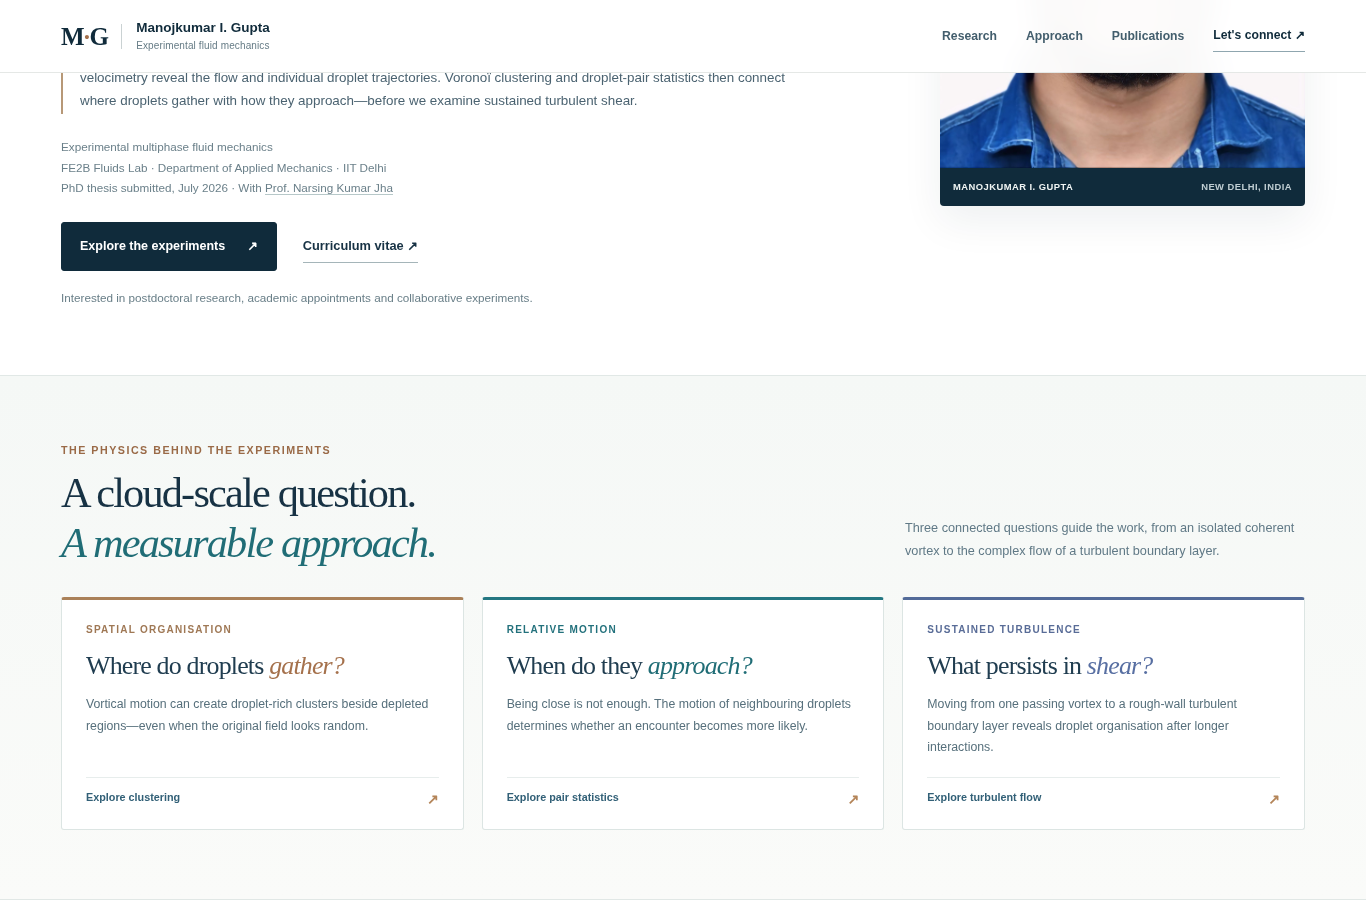 M·G
Manojkumar I. Gupta
Experimental fluid mechanics
Research
Approach
Publications
Let's connect ↗
velocimetry reveal the flow and individual droplet trajectories. Voronoï clustering and droplet-pair statistics then connect
where droplets gather with how they approach—before we examine sustained turbulent shear.
Experimental multiphase fluid mechanics
FE2B Fluids Lab · Department of Applied Mechanics · IIT Delhi
PhD thesis submitted, July 2026 · With Prof. Narsing Kumar Jha
Explore the experiments ↗
Curriculum vitae ↗
Interested in postdoctoral research, academic appointments and collaborative experiments.
MANOJKUMAR I. GUPTA
NEW DELHI, INDIA
THE PHYSICS BEHIND THE EXPERIMENTS
A cloud-scale question.
A measurable approach.
Three connected questions guide the work, from an isolated coherent
vortex to the complex flow of a turbulent boundary layer.
SPATIAL ORGANISATION
Where do droplets gather?
Vortical motion can create droplet-rich clusters beside depleted
regions—even when the original field looks random.
Explore clustering ↗
RELATIVE MOTION
When do they approach?
Being close is not enough. The motion of neighbouring droplets
determines whether an encounter becomes more likely.
Explore pair statistics ↗
SUSTAINED TURBULENCE
What persists in shear?
Moving from one passing vortex to a rough-wall turbulent
boundary layer reveals droplet organisation after longer
interactions.
Explore turbulent flow ↗